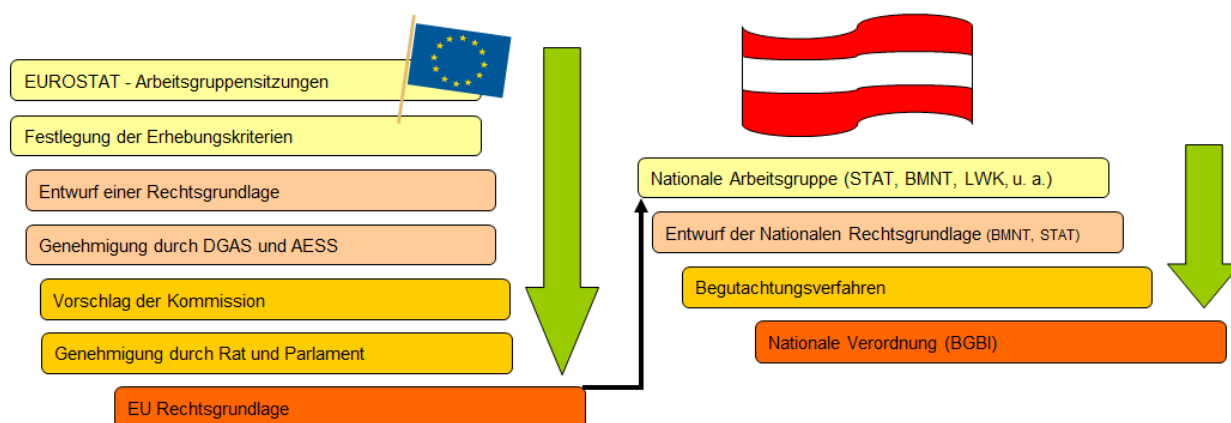 EUROSTAT - Arbeitsgruppensitzungen
Festlegung der Erhebungskriterien
Entwurf einer Rechtsgrundlage
Genehmigung durch DGAS und AESS
Vorschlag der Kommission
Genehmigung durch Rat und Parlament
EU Rechtsgrundlage
Nationale Arbeitsgruppe (STAT, BMNT, LWK, u. a.)
Entwurf der Nationalen Rechtsgrundlage (BMNT, STAT)
Begutachtungsverfahren
Nationale Verordnung (BGBl)